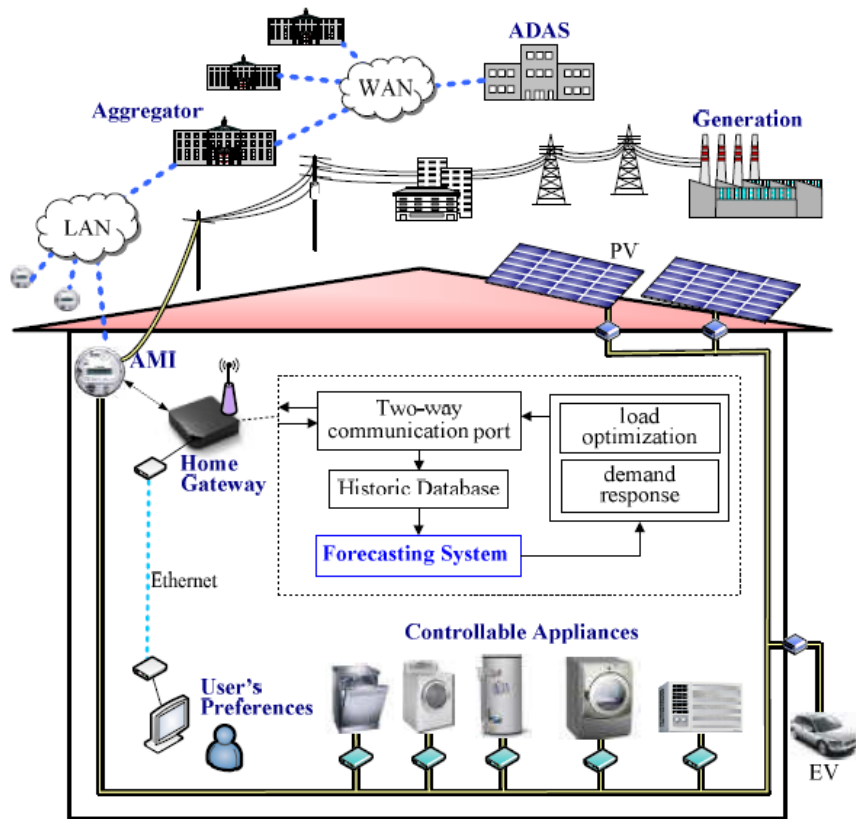 ADAS
WAN
Aggregator
Generation
LAN
PV
AMI
Two-way
communication port
load
optimization
Home
Gateway
Historic Database
demand
response
Forecasting System
Ethernet
Controllable Appliances
User's
Preferences
EV